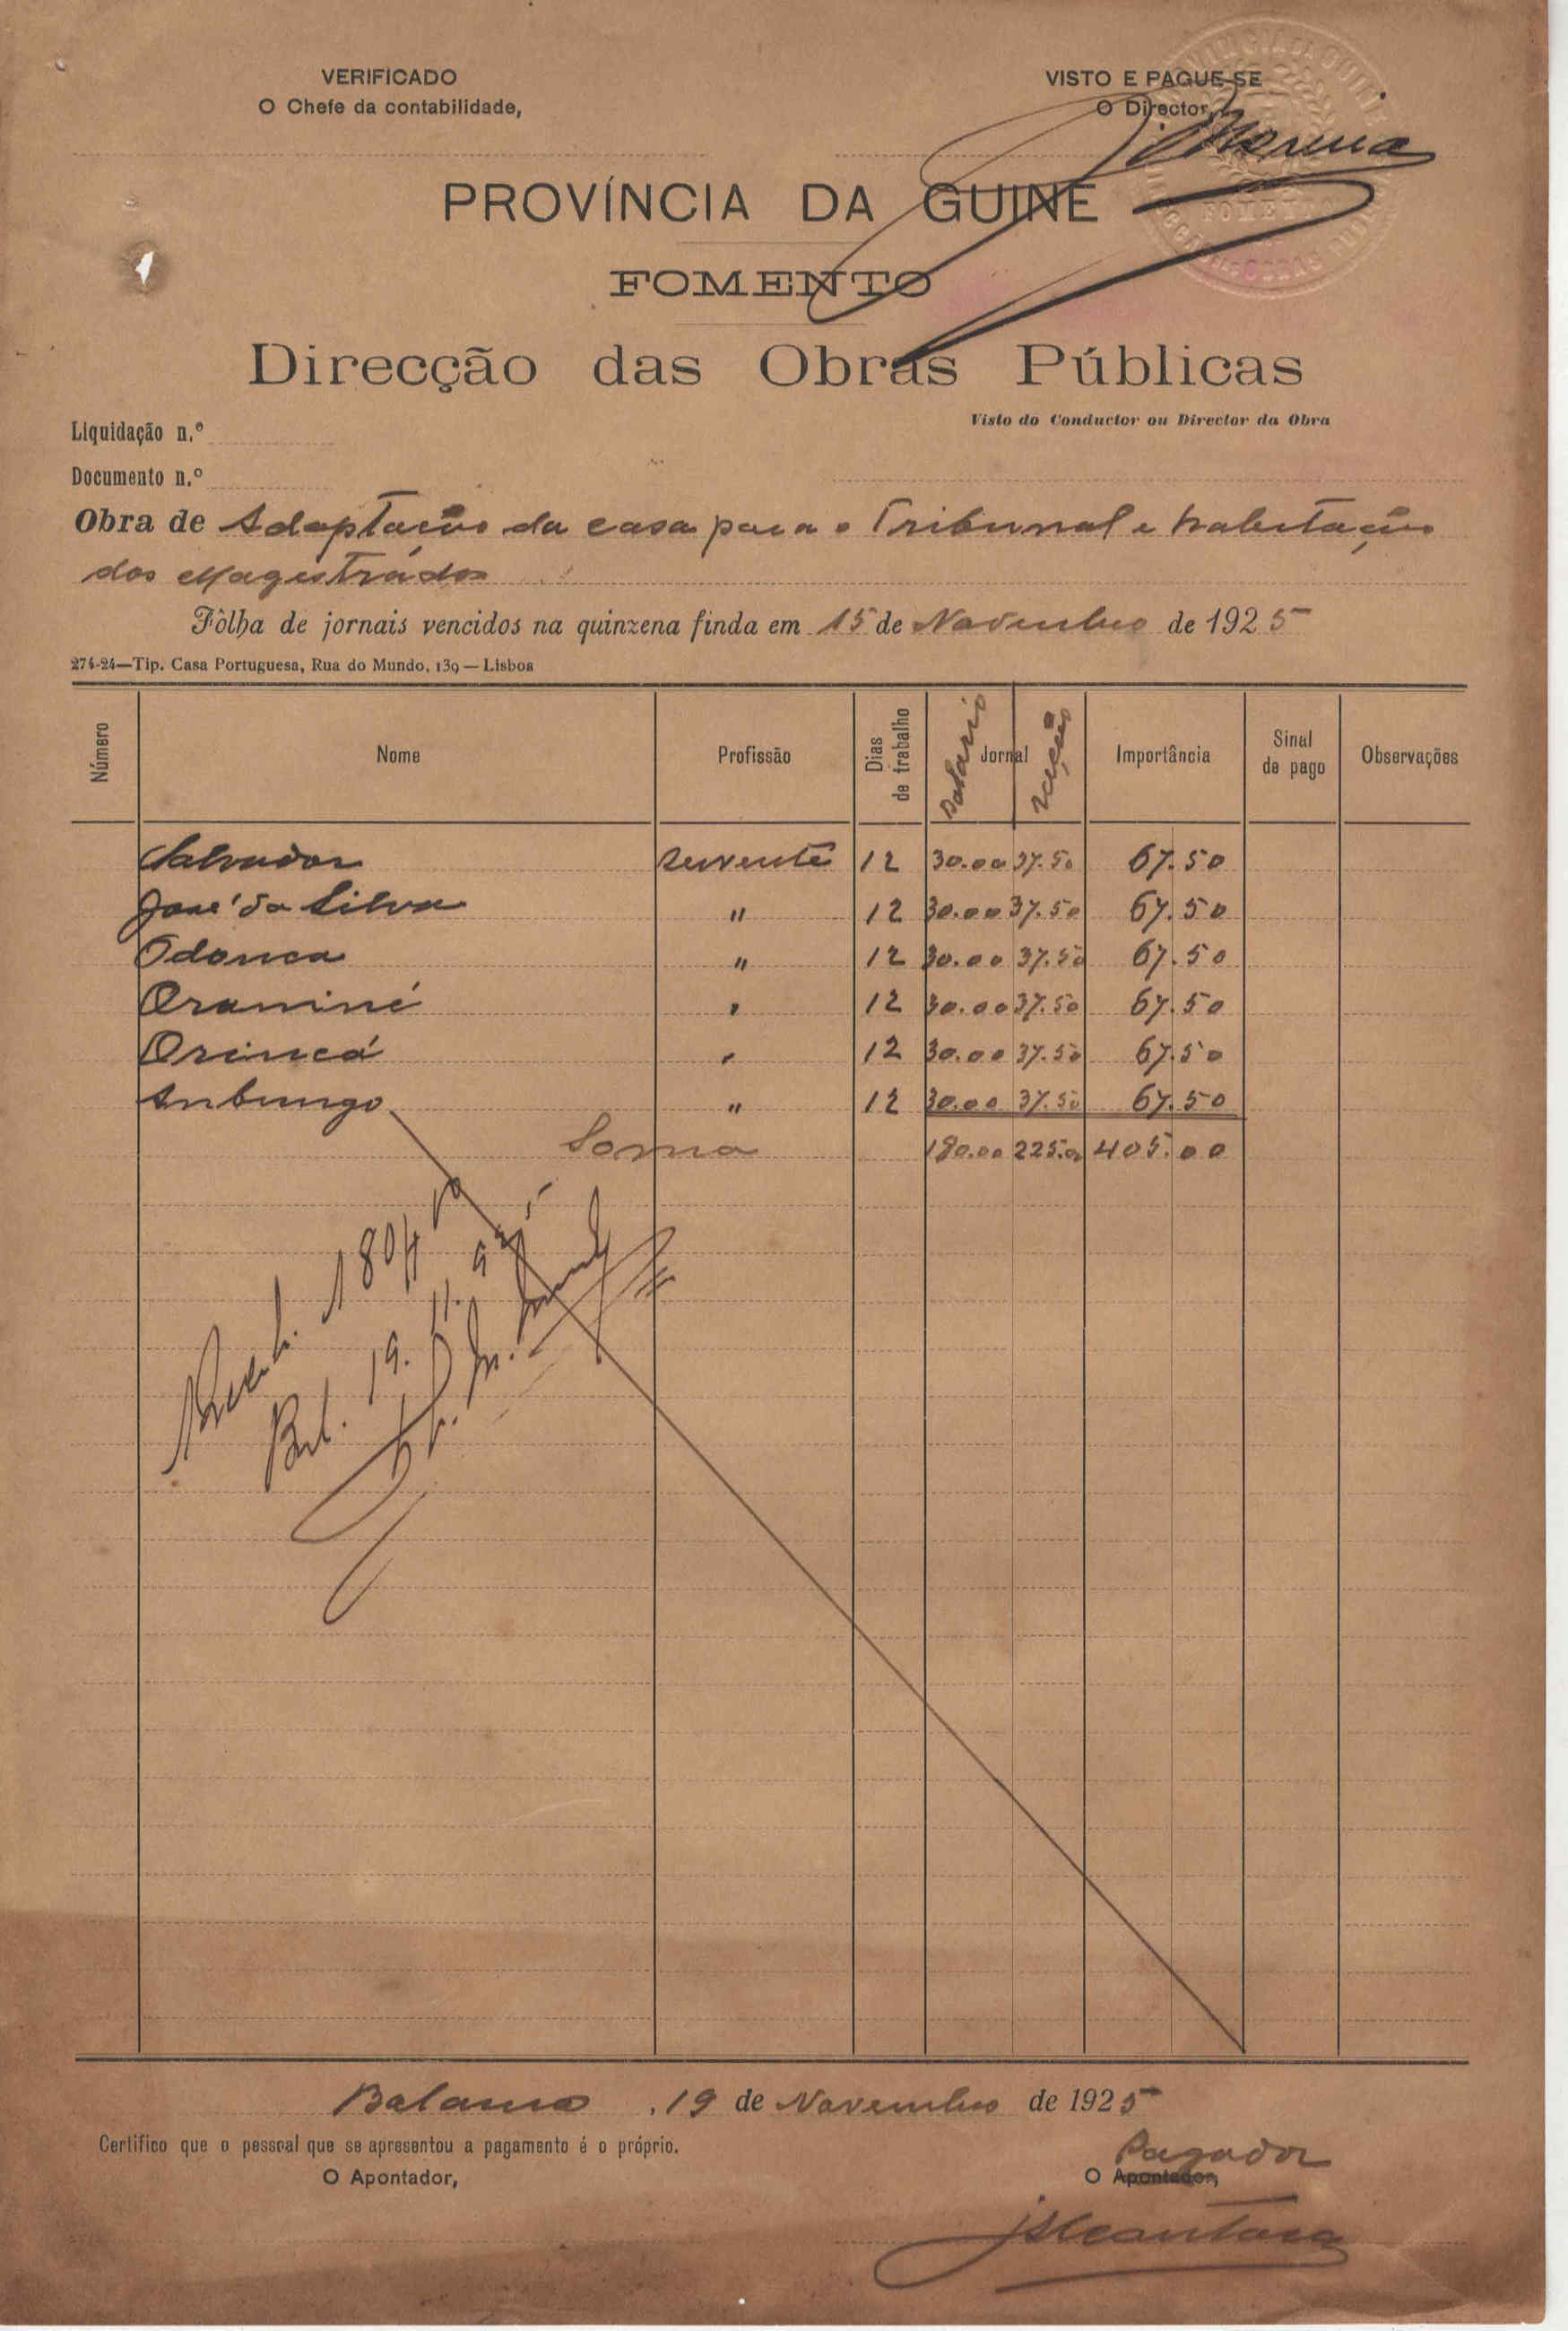 VERIFICADO
O Chefe da contabilidade,
VISTO E PAGUE-SE
O Director,
PROVÍNCIA DA GUINÉ
FOMENTO
Direcção das Obras Públicas
Visto do Conductor ou Director da Obra
Liquidação n.º
Documento n.º
Obra de Adaptação da casa para o Tribunal e habitação
dos Magistrádos
Fôlha de jornais vencidos na quinzena finda em 15 de Novembro de 1925
274-24—Tip. Casa Portuguesa, Rua do Mundo, 139 — Lisboa
Número Nome Profissão Dias de trabalho Jornal Salario ração Importância Sinal de pago Observações
Salvador servente 12 30.00 37.50 67.50
José da Silva " 12 30.00 37.50 67.50
Odonca " 12 30.00 37.50 67.50
Oraniné " 12 30.00 37.50 67.50
Orincá " 12 30.00 37.50 67.50
Anbungo " 12 30.00 37.50 67.50
Soma 180.00 225.00 405.00
19. 11.
Bolama, 19 de Novembro de 1925
Certifico que o pessoal que se apresentou a pagamento é o próprio.
O Apontador,
Pagador
O Apontador,
JAlcantara